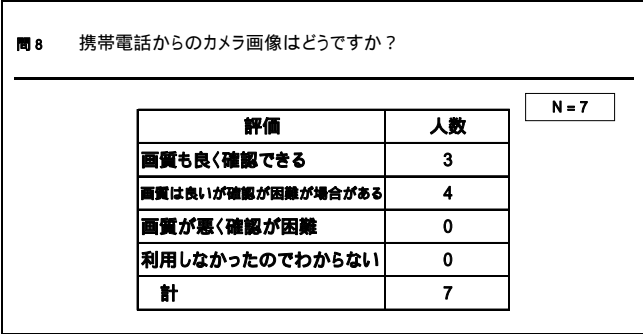 問8 携帯電話からのカメラ画像はどうですか?
N=7
評価 人数
画質も良く確認できる 3
画質は良いが確認が困難が場合がある 4
画質が悪く確認が困難 0
利用しなかったのでわからない 0
計 7